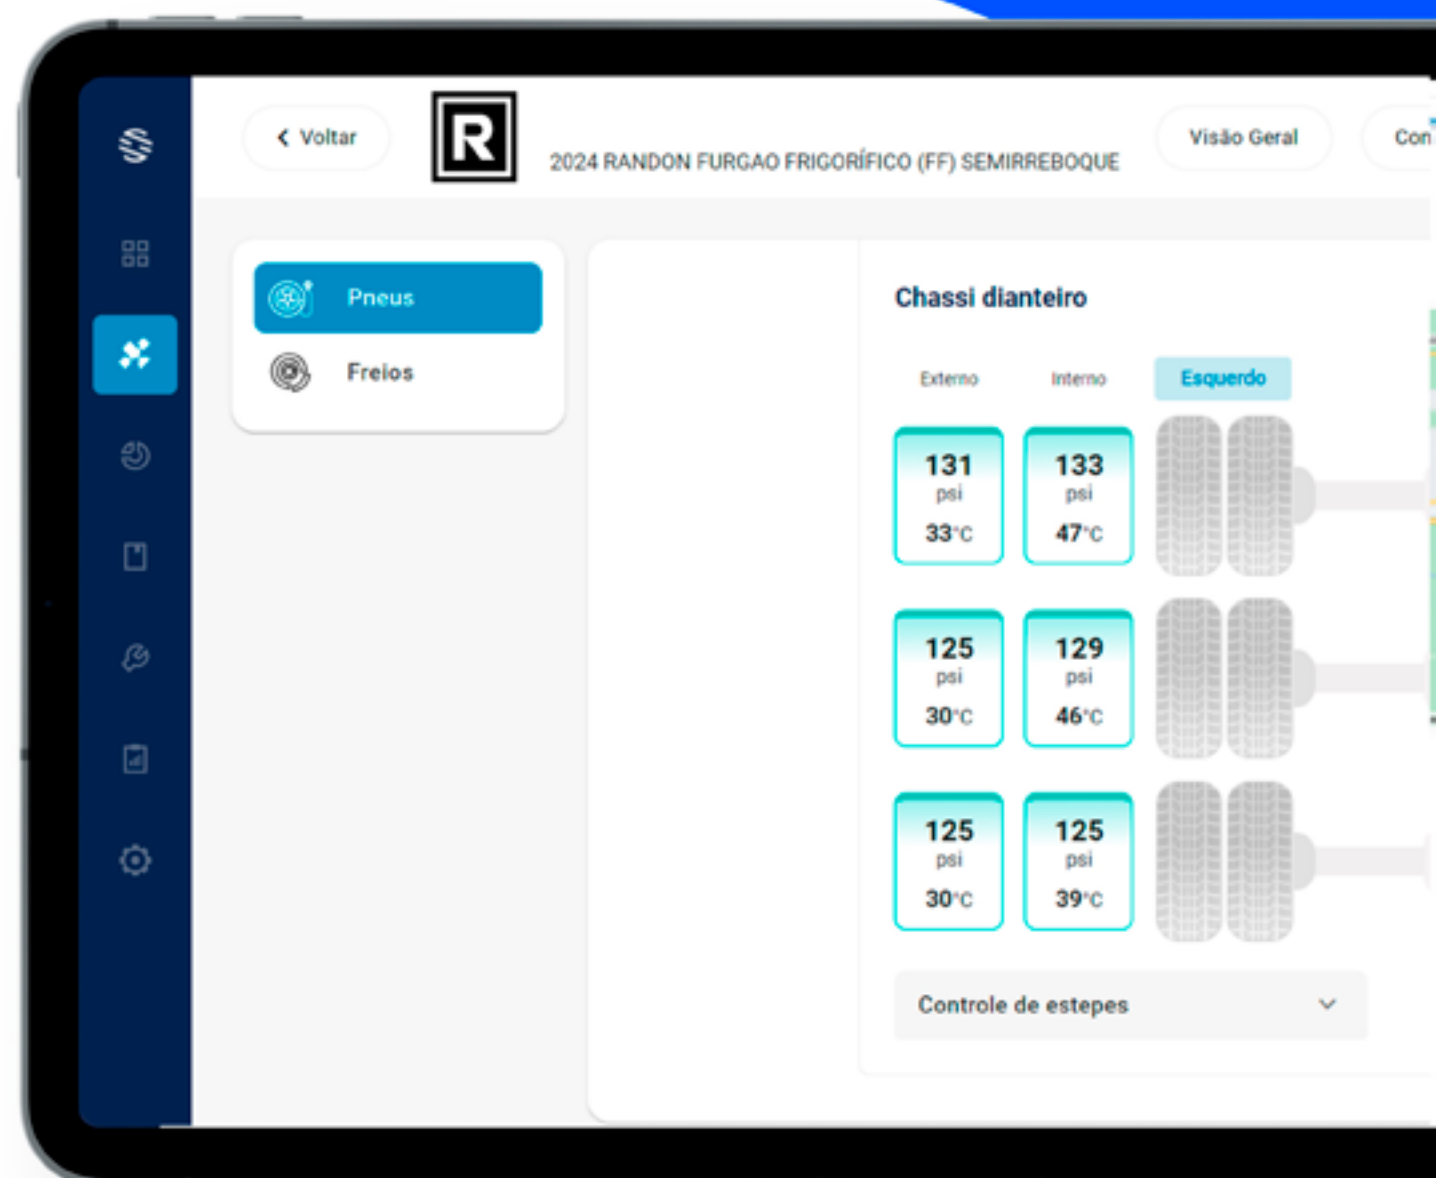 Voltar
R
2024 RANDON FURGAO FRIGORÍFICO (FF) SEMIRREBOQUE
Visão Geral
Pneus
Freios
Chassi dianteiro
Externo Interno Esquerdo
131 133
psi psi
33°C 47°C
125 129
psi psi
30°C 46°C
125 125
psi psi
30°C 39°C
Controle de estepes